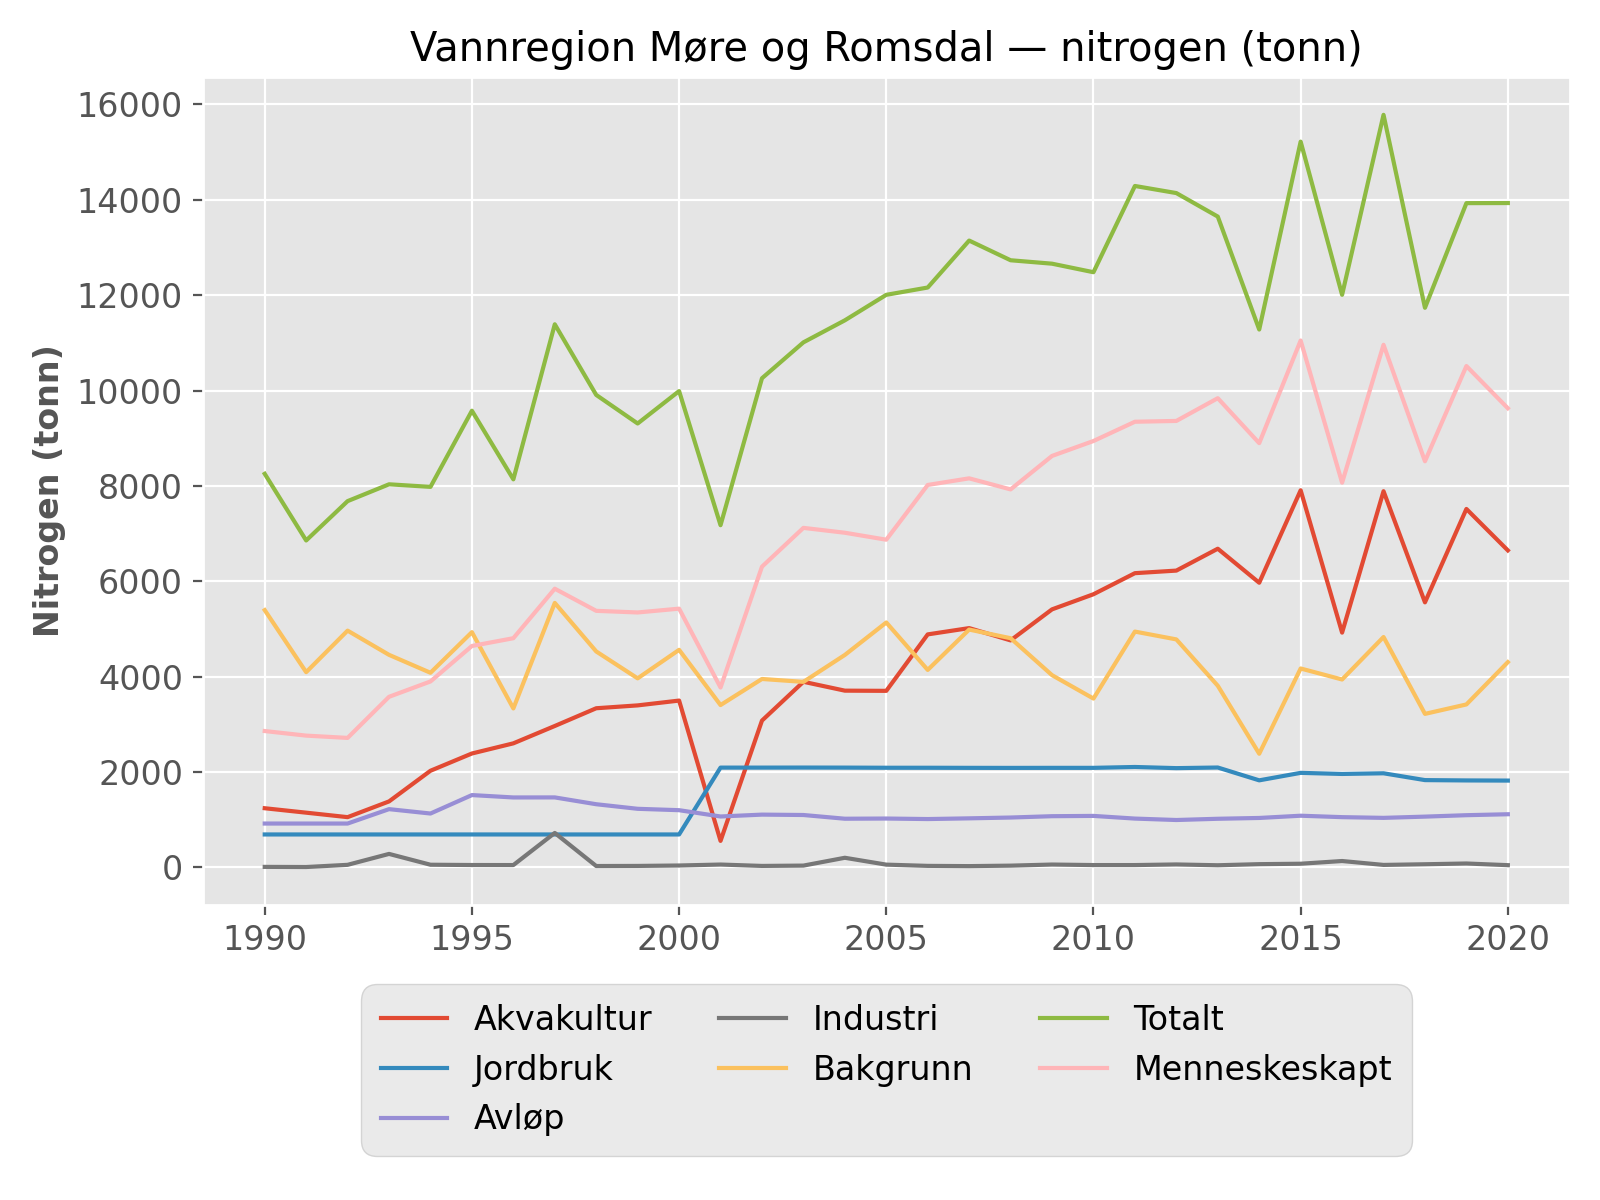 Vannregion Møre og Romsdal — nitrogen (tonn)
Nitrogen (tonn)
16000
14000
12000
10000
8000
6000
4000
2000
0
1990 1995 2000 2005 2010 2015 2020
Akvakultur Industri Totalt
Jordbruk Bakgrunn Menneskeskapt
Avløp